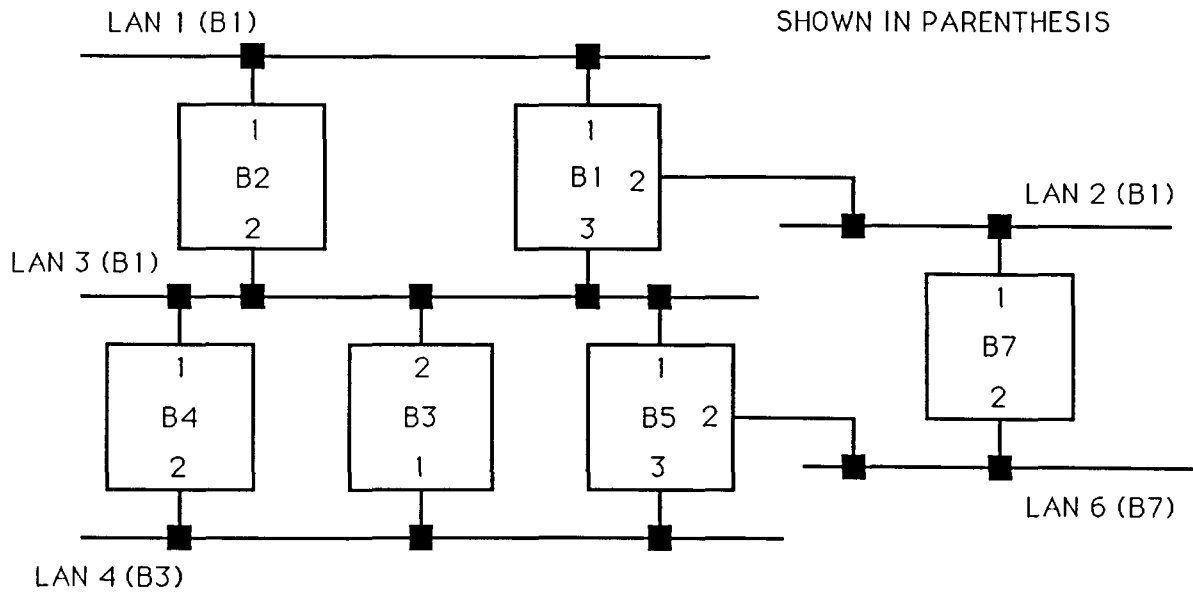 LAN 1 (B1)
SHOWN IN PARENTHESIS
1
B2
2
1
B1
2
3
LAN 2 (B1)
LAN 3 (B1)
1
B4
2
2
B3
1
1
B5
2
3
1
B7
2
LAN 6 (B7)
LAN 4 (B3)